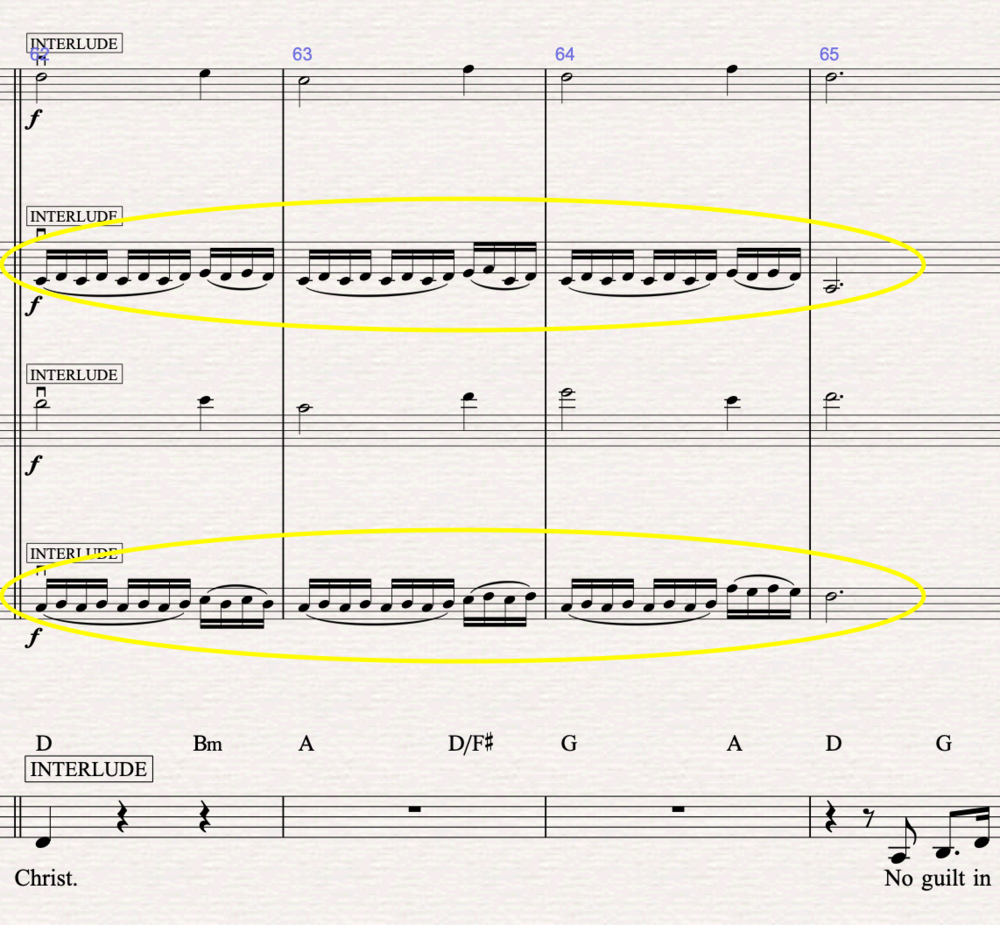 INTERLUDE
62 63 64 65
f
INTERLUDE
f
INTERLUDE
f
INTERLUDE
f
D Bm A D/F♯ G A D G
INTERLUDE
Christ. No guilt in